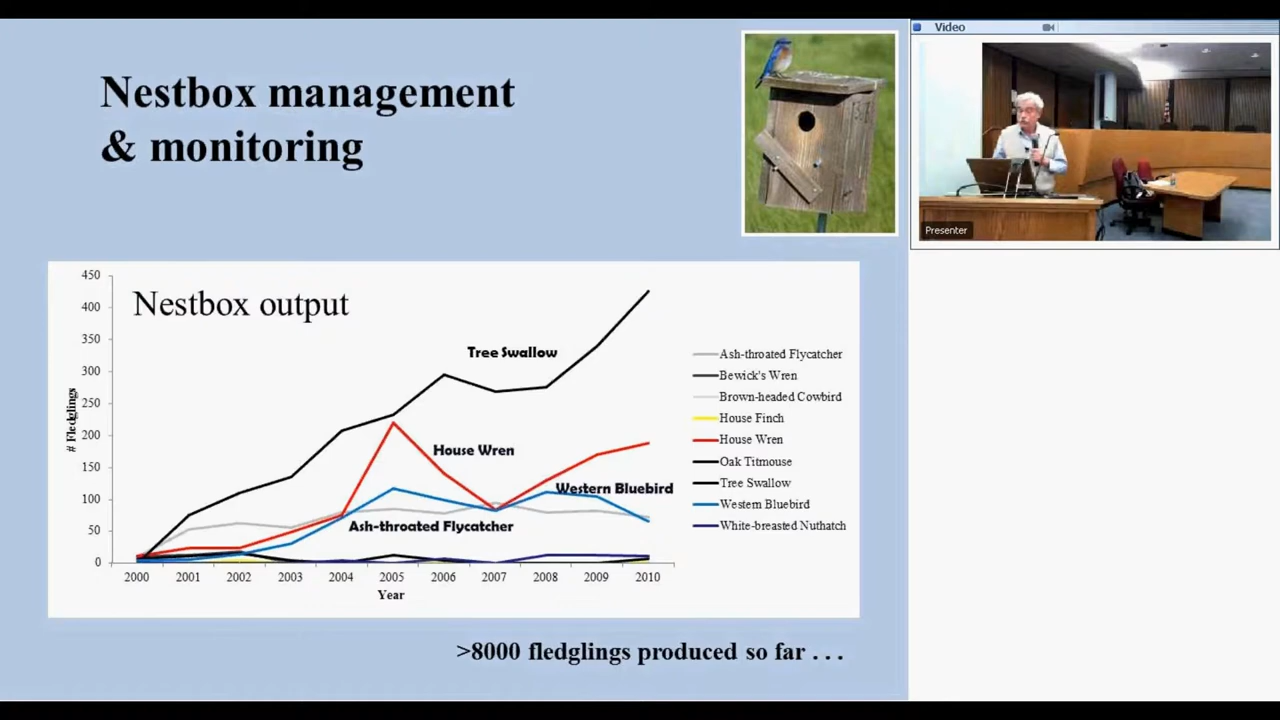 Nestbox management
& monitoring
Video
Presenter
Nestbox output
450
400
350
300
250
200
150
100
50
0
# Fledglings
Tree Swallow
House Wren
Western Bluebird
Ash-throated Flycatcher
2000 2001 2002 2003 2004 2005 2006 2007 2008 2009 2010
Year
Ash-throated Flycatcher
Bewick's Wren
Brown-headed Cowbird
House Finch
House Wren
Oak Titmouse
Tree Swallow
Western Bluebird
White-breasted Nuthatch
>8000 fledglings produced so far . . .